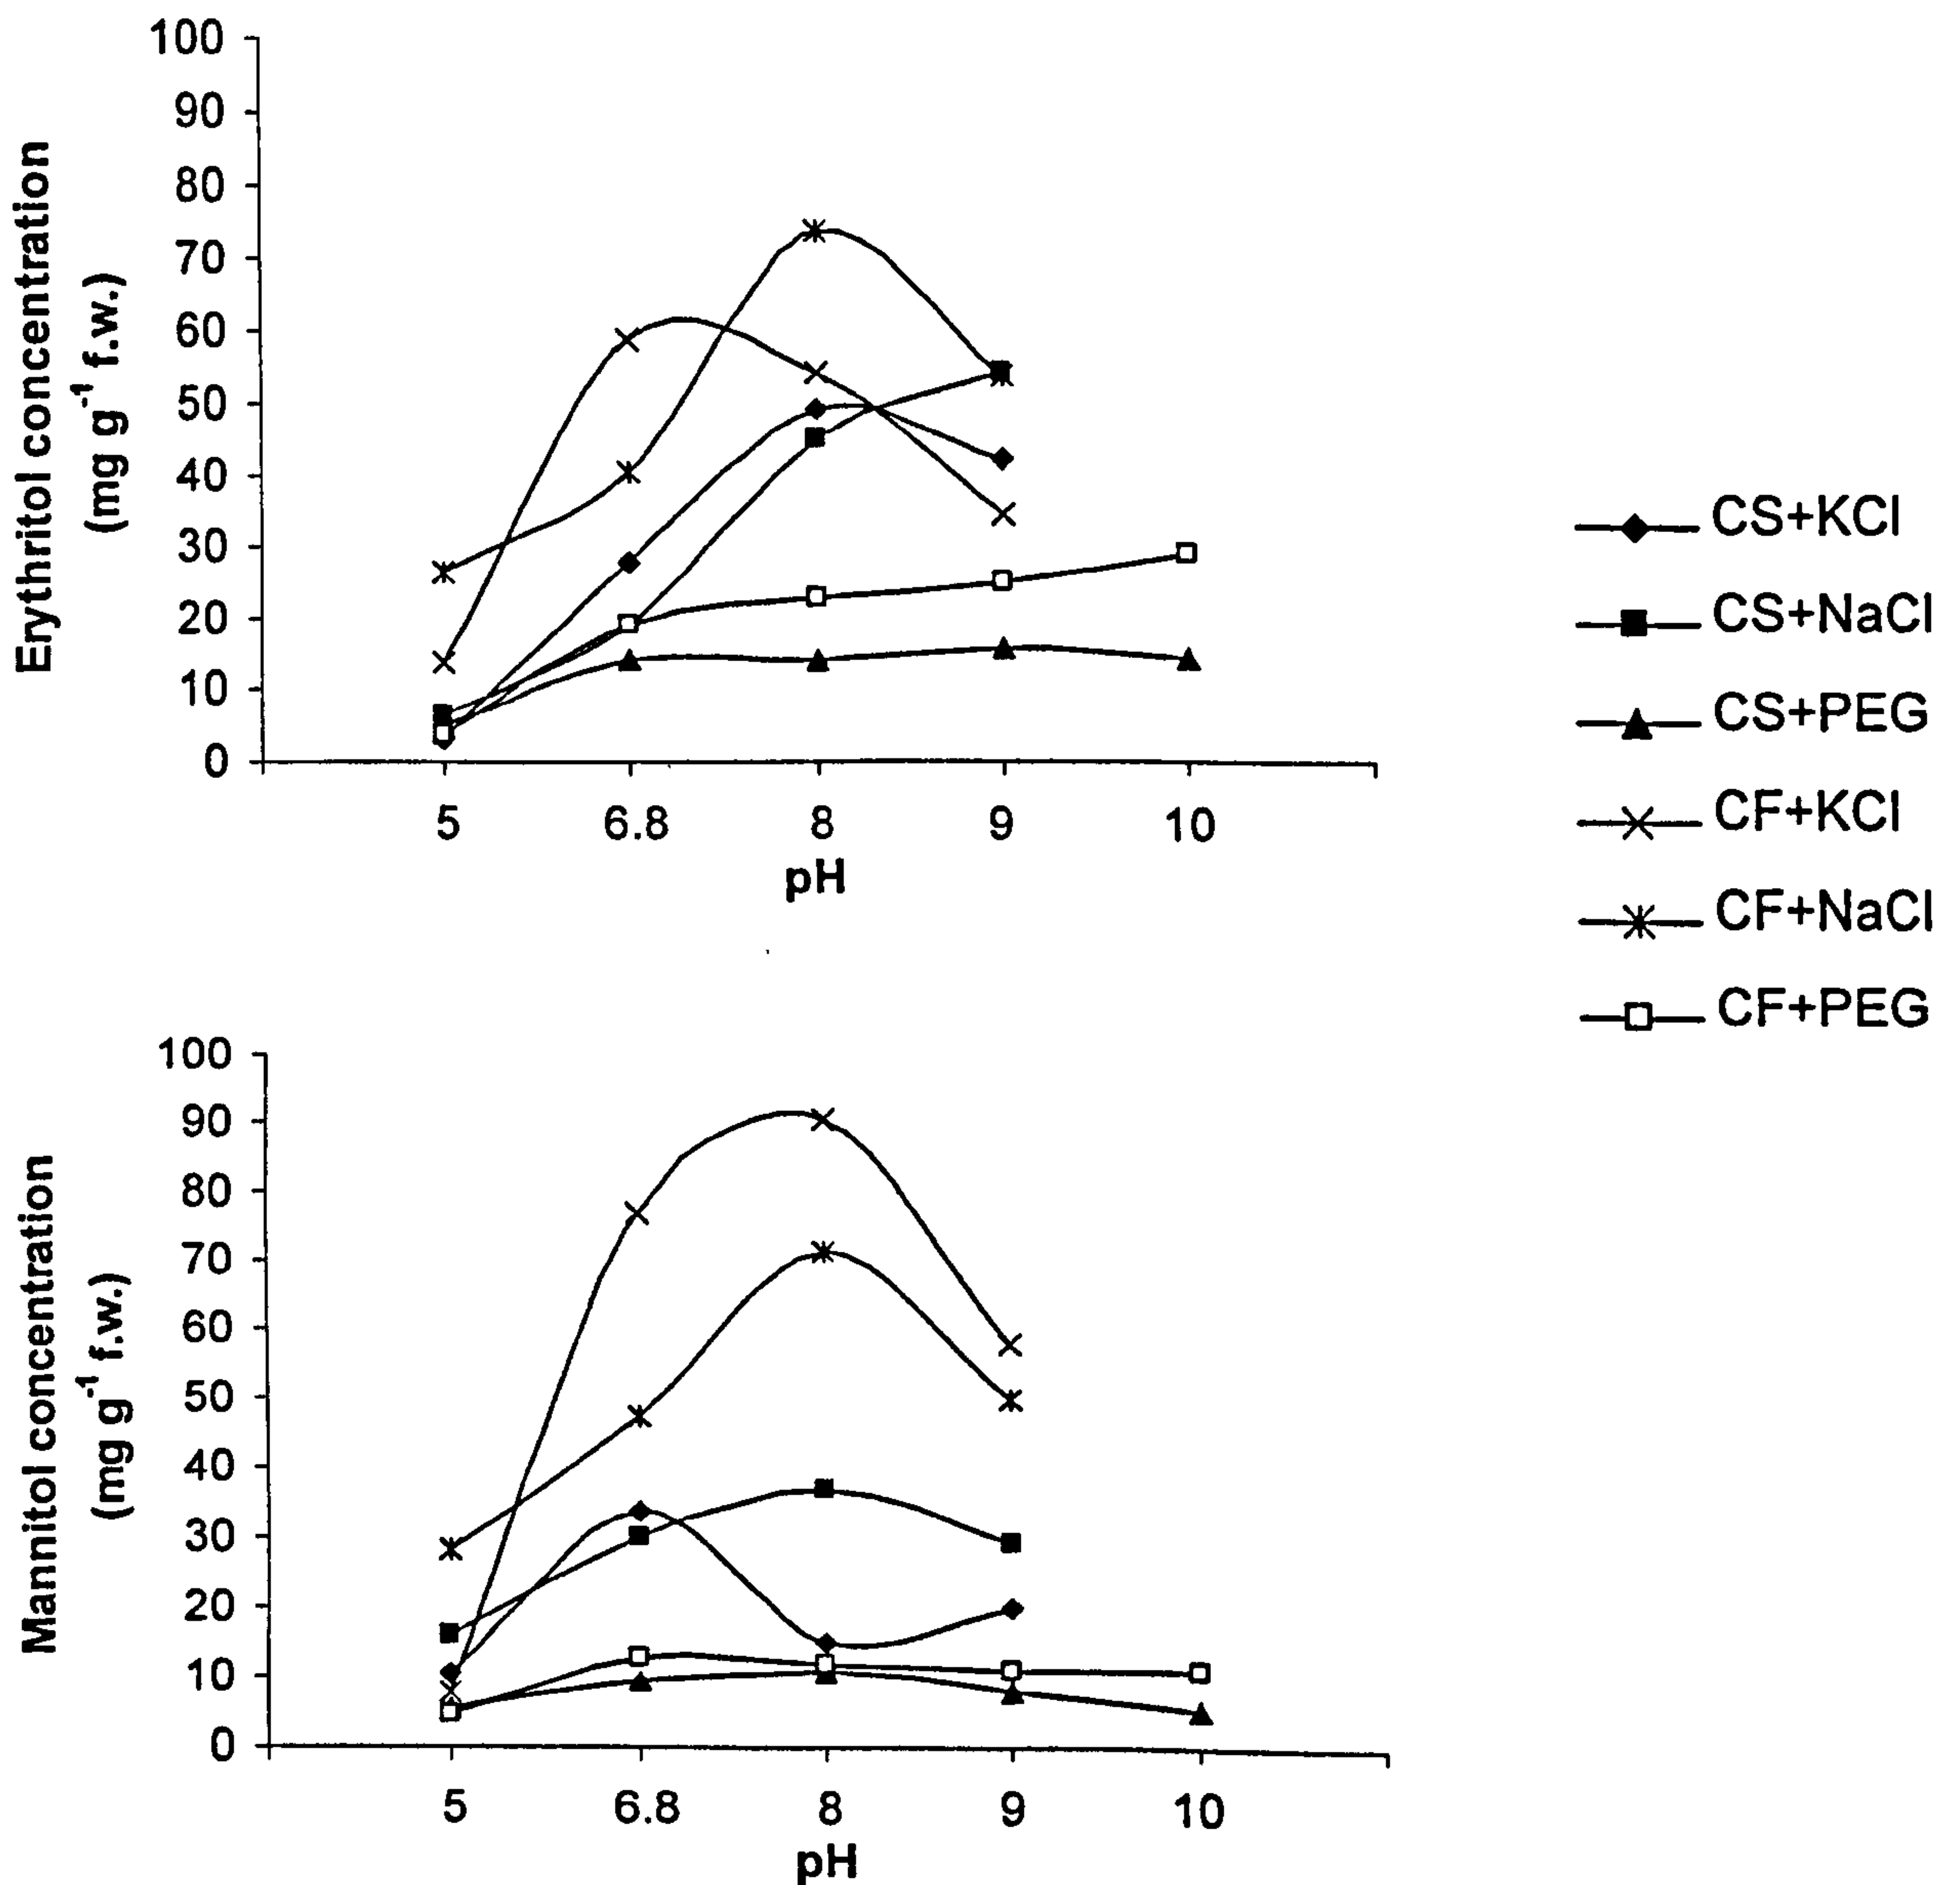 Erythritol concentration
(mg g-1 f.w.)
100
90
80
70
60
50
40
30
20
10
0
5 6.8 8 9 10
pH
CS+KCl
CS+NaCl
CS+PEG
CF+KCl
CF+NaCl
CF+PEG
Mannitol concentration
(mg g-1 f.w.)
100
90
80
70
60
50
40
30
20
10
0
5 6.8 8 9 10
pH